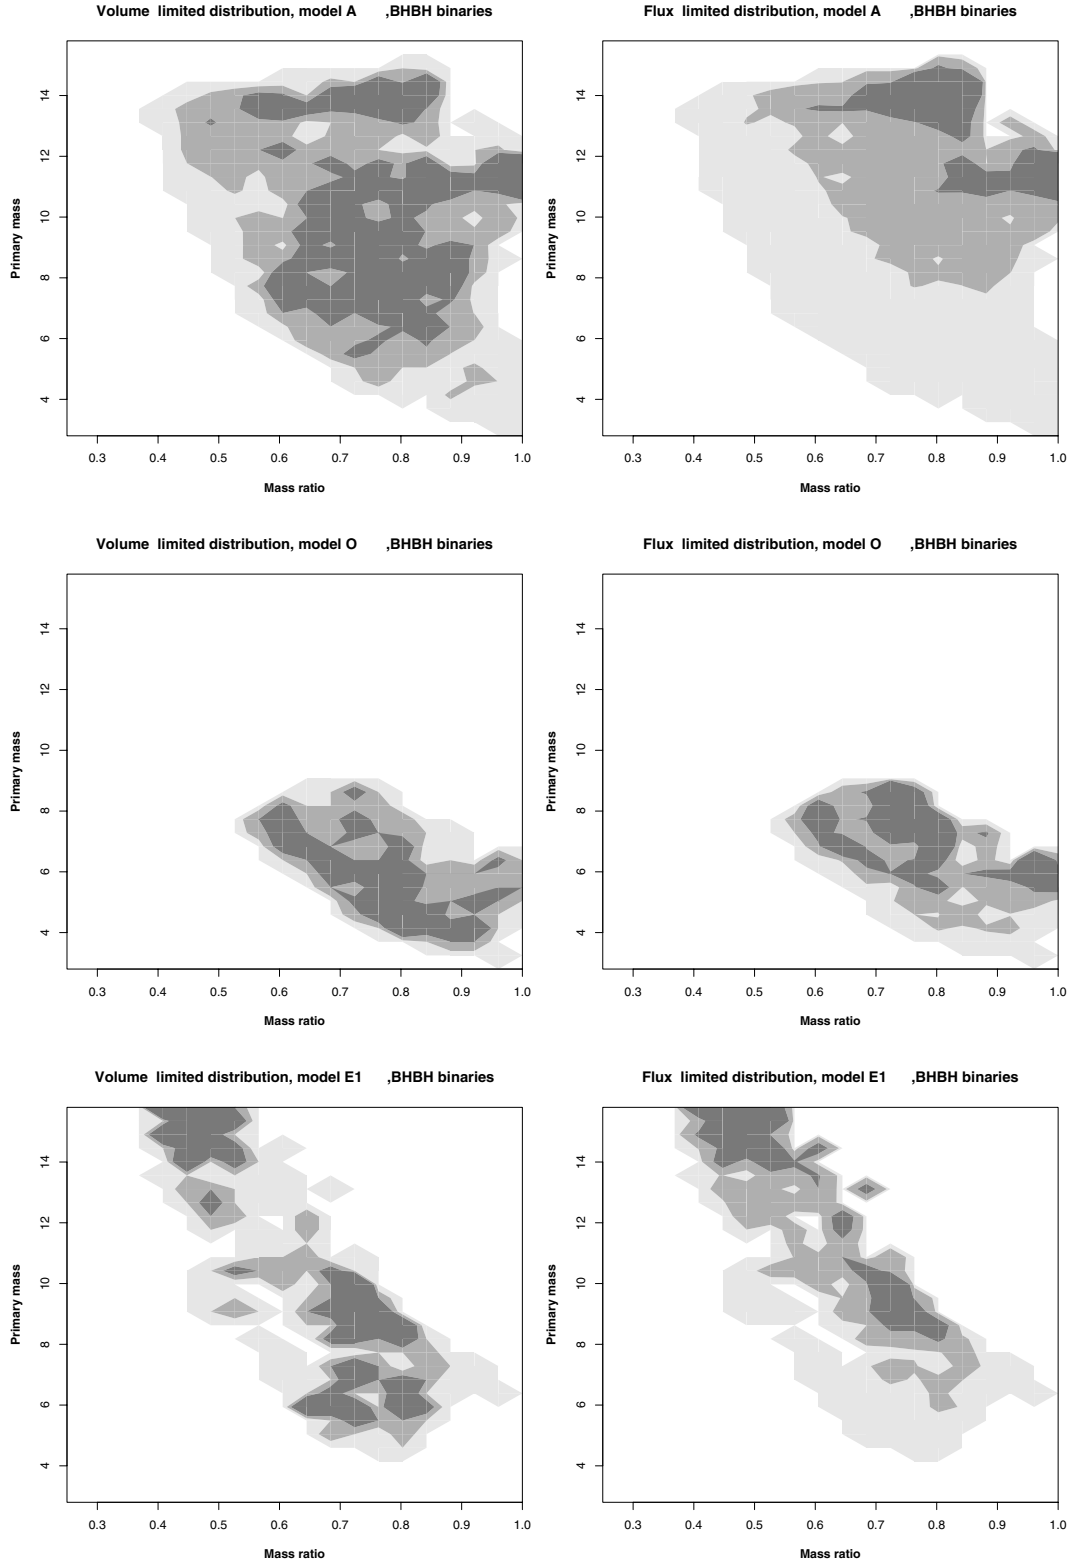 Volume limited distribution, model A ,BHBH binaries
Primary mass
14
12
10
8
6
4
0.3 0.4 0.5 0.6 0.7 0.8 0.9 1.0
Mass ratio
Flux limited distribution, model A ,BHBH binaries
Primary mass
14
12
10
8
6
4
0.3 0.4 0.5 0.6 0.7 0.8 0.9 1.0
Mass ratio
Volume limited distribution, model O ,BHBH binaries
Primary mass
14
12
10
8
6
4
0.3 0.4 0.5 0.6 0.7 0.8 0.9 1.0
Mass ratio
Flux limited distribution, model O ,BHBH binaries
Primary mass
14
12
10
8
6
4
0.3 0.4 0.5 0.6 0.7 0.8 0.9 1.0
Mass ratio
Volume limited distribution, model E1 ,BHBH binaries
Primary mass
14
12
10
8
6
4
0.3 0.4 0.5 0.6 0.7 0.8 0.9 1.0
Mass ratio
Flux limited distribution, model E1 ,BHBH binaries
Primary mass
14
12
10
8
6
4
0.3 0.4 0.5 0.6 0.7 0.8 0.9 1.0
Mass ratio